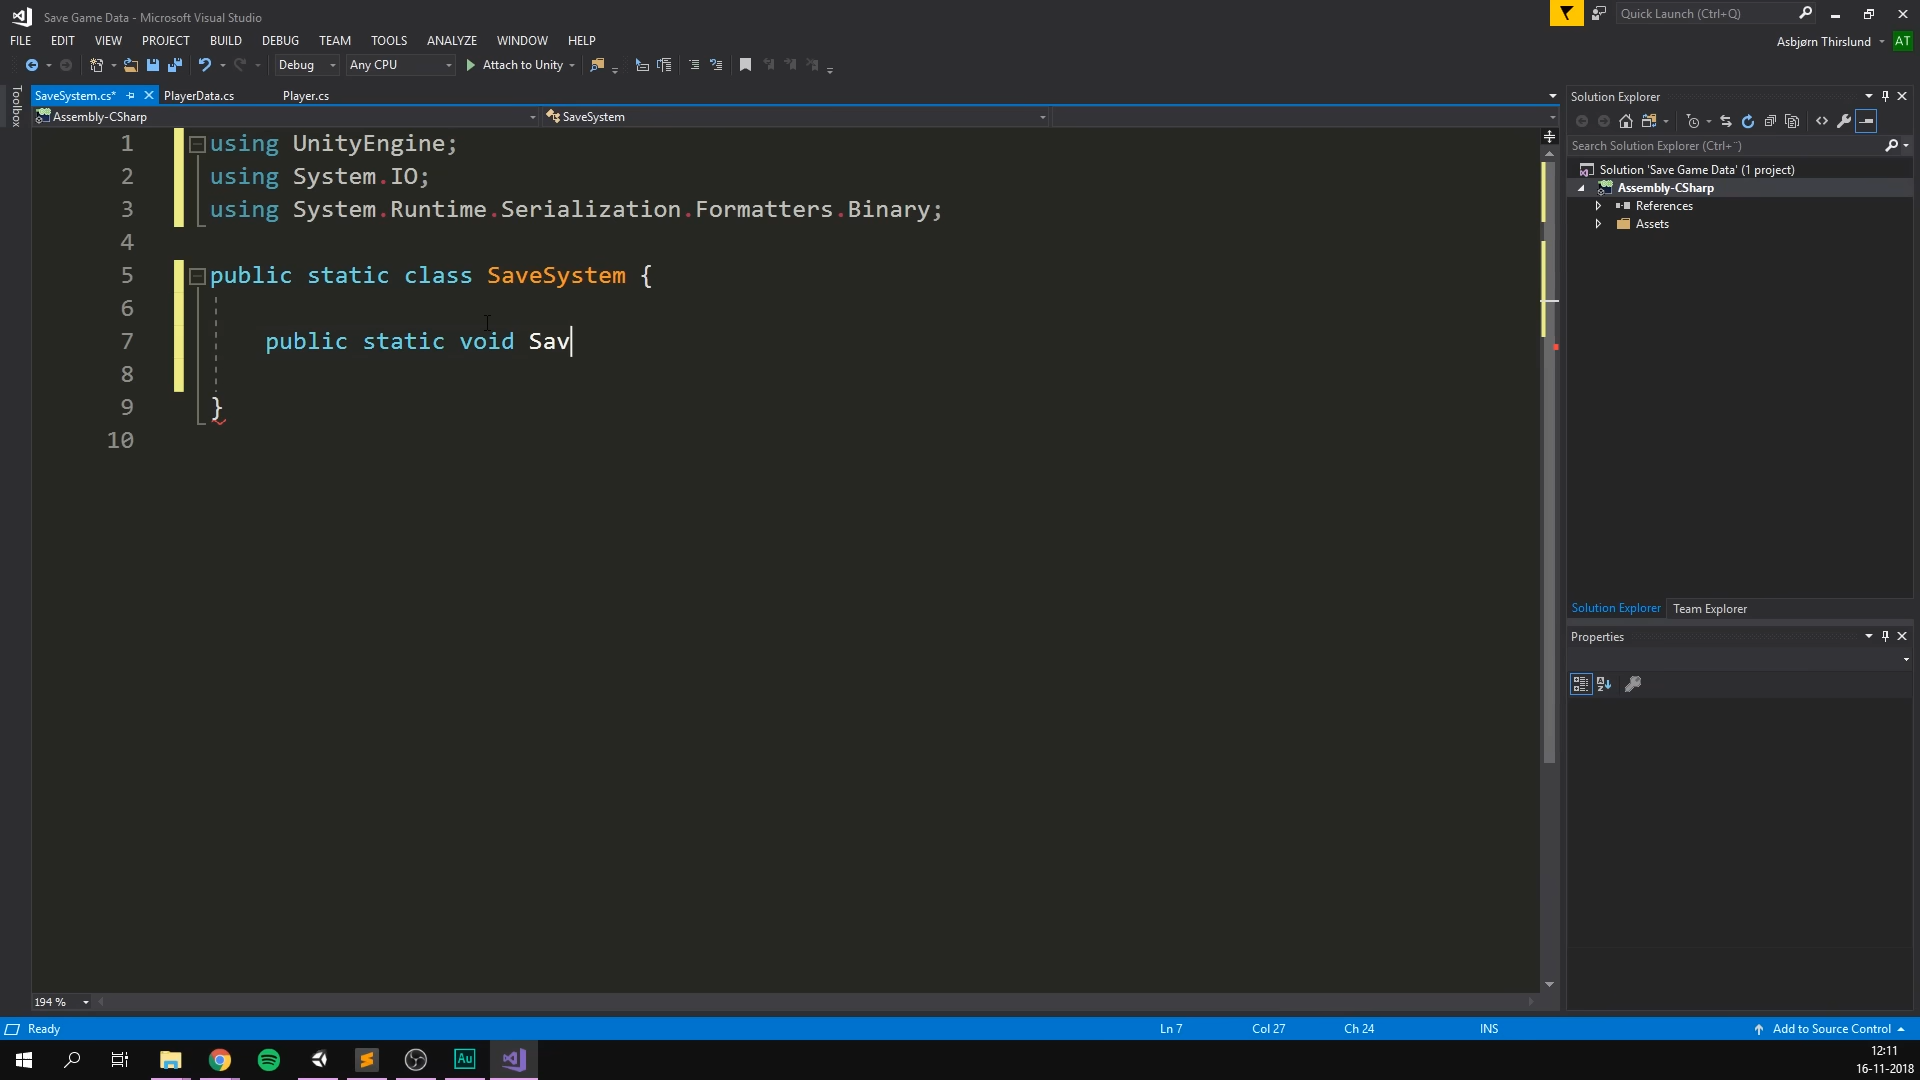 Save Game Data - Microsoft Visual Studio
Quick Launch (Ctrl+Q)
FILE EDIT VIEW PROJECT BUILD DEBUG TEAM TOOLS ANALYZE WINDOW HELP
Asbjørn Thirslund AT
Debug Any CPU Attach to Unity
Toolbox
SaveSystem.cs* PlayerData.cs Player.cs
Assembly-CSharp SaveSystem
1 using UnityEngine;
2 using System.IO;
3 using System.Runtime.Serialization.Formatters.Binary;
4
5 public static class SaveSystem {
6
7 public static void Sav
8
9 }
10
194 %
Solution Explorer
Search Solution Explorer (Ctrl+¨)
Solution 'Save Game Data' (1 project)
Assembly-CSharp
References
Assets
Solution Explorer Team Explorer
Properties
Ready Ln 7 Col 27 Ch 24 INS Add to Source Control
Au
12:11
16-11-2018